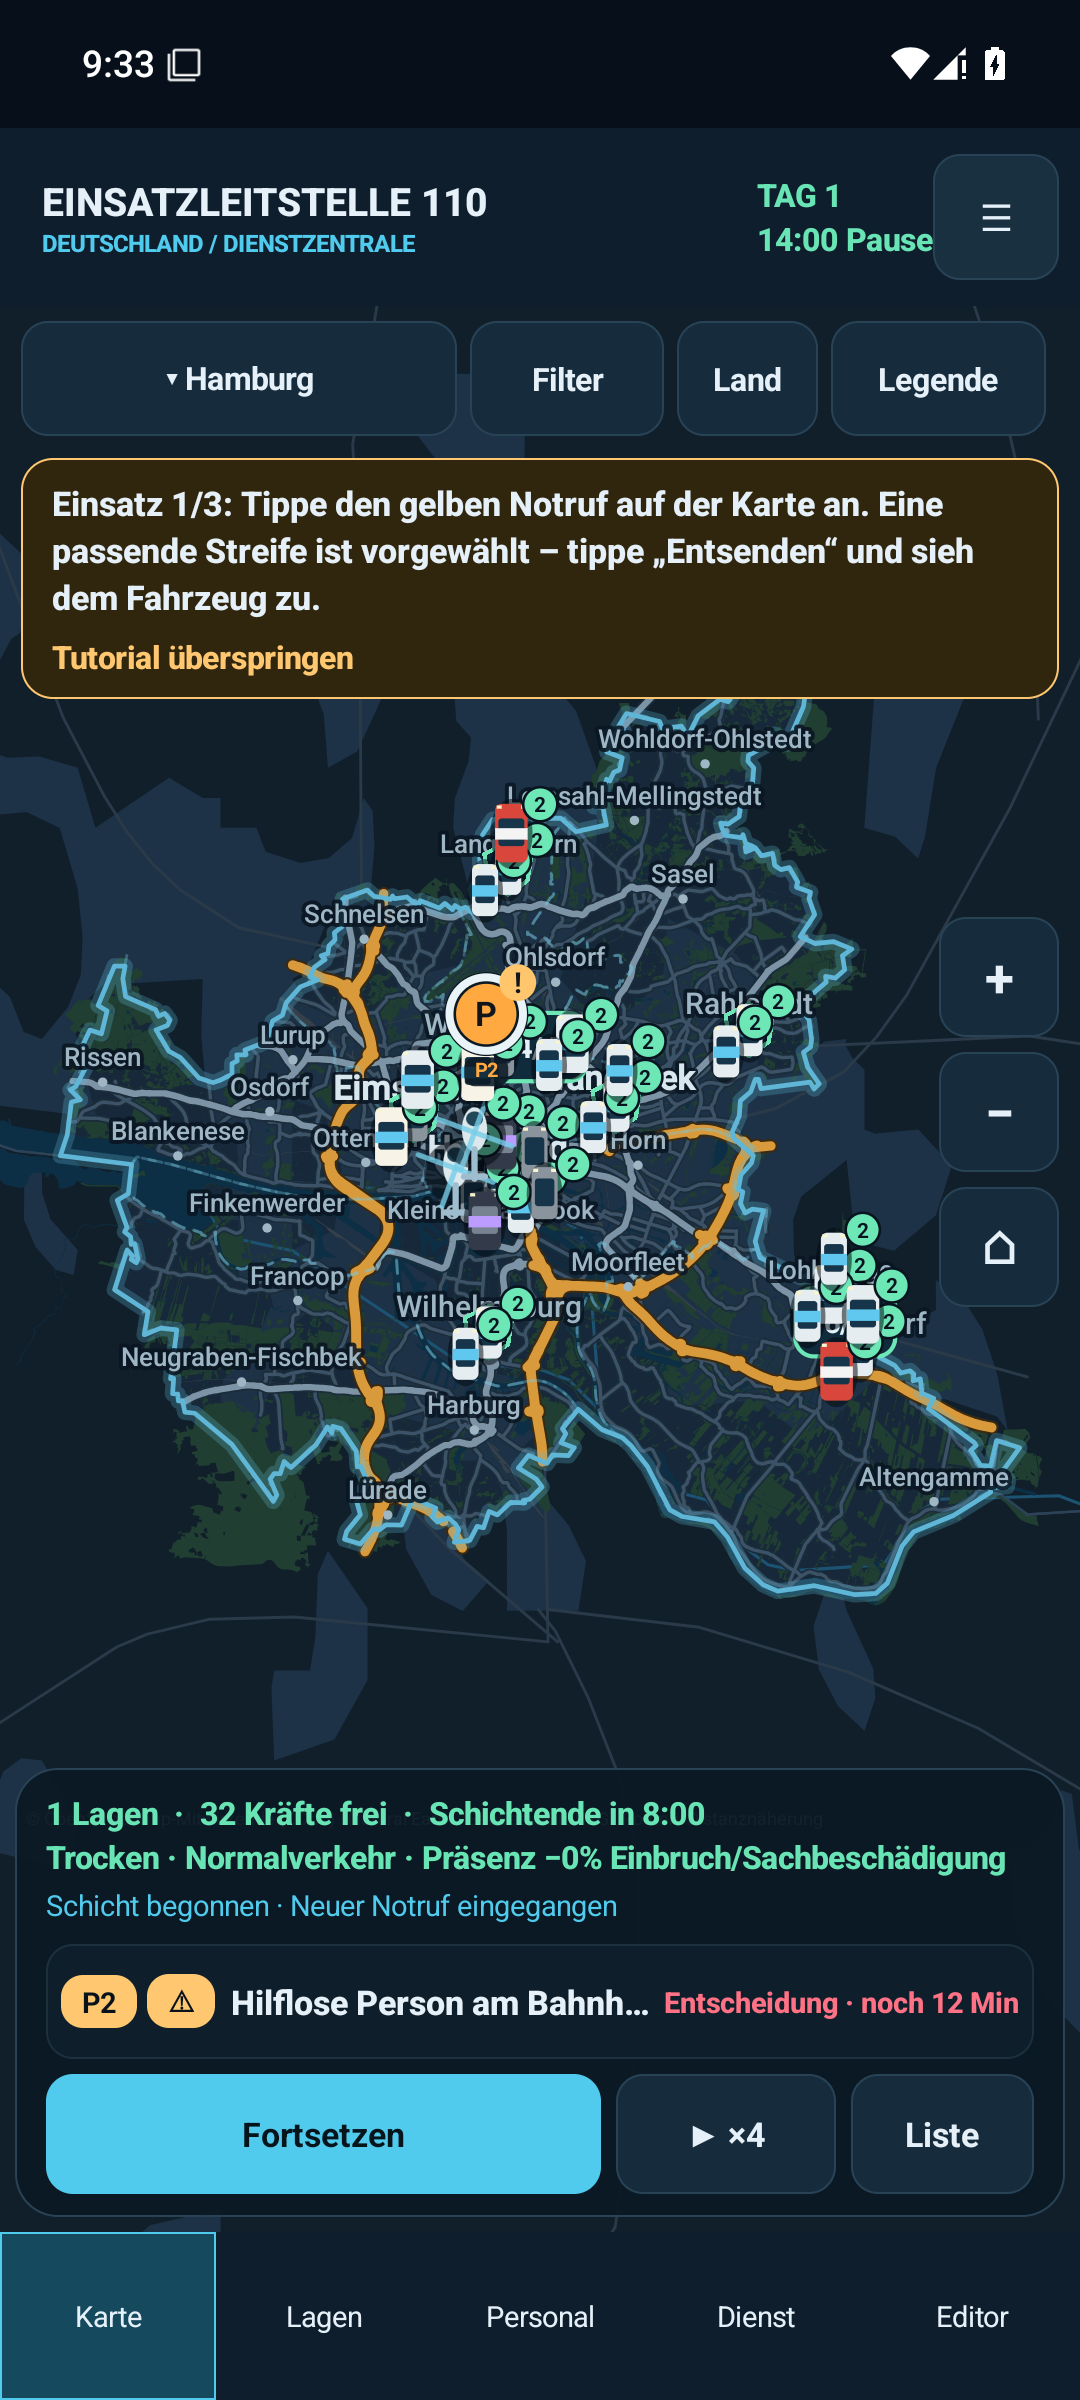 9:33
EINSATZLEITSTELLE 110
DEUTSCHLAND / DIENSTZENTRALE
TAG 1
14:00 Pause
▾ Hamburg
Filter
Land
Legende
Einsatz 1/3: Tippe den gelben Notruf auf der Karte an. Eine
passende Streife ist vorgewählt – tippe „Entsenden“ und sieh
dem Fahrzeug zu.
Tutorial überspringen
Wohldorf-Ohlstedt
sahl-Mellingstedt
Sasel
Schnelsen
Ohlsdorf
Lurup
Rissen
Osdorf
Blankenese
Horn
Finkenwerder
Moorfleet
Francop
Neugraben-Fischbek
Harburg
Lürade
Altengamme
P
!
P2
2
+
−
1 Lagen · 32 Kräfte frei · Schichtende in 8:00
Trocken · Normalverkehr · Präsenz −0% Einbruch/Sachbeschädigung
Schicht begonnen · Neuer Notruf eingegangen
P2 ⚠ Hilflose Person am Bahnh… Entscheidung · noch 12 Min
Fortsetzen
▶ ×4
Liste
Karte
Lagen
Personal
Dienst
Editor